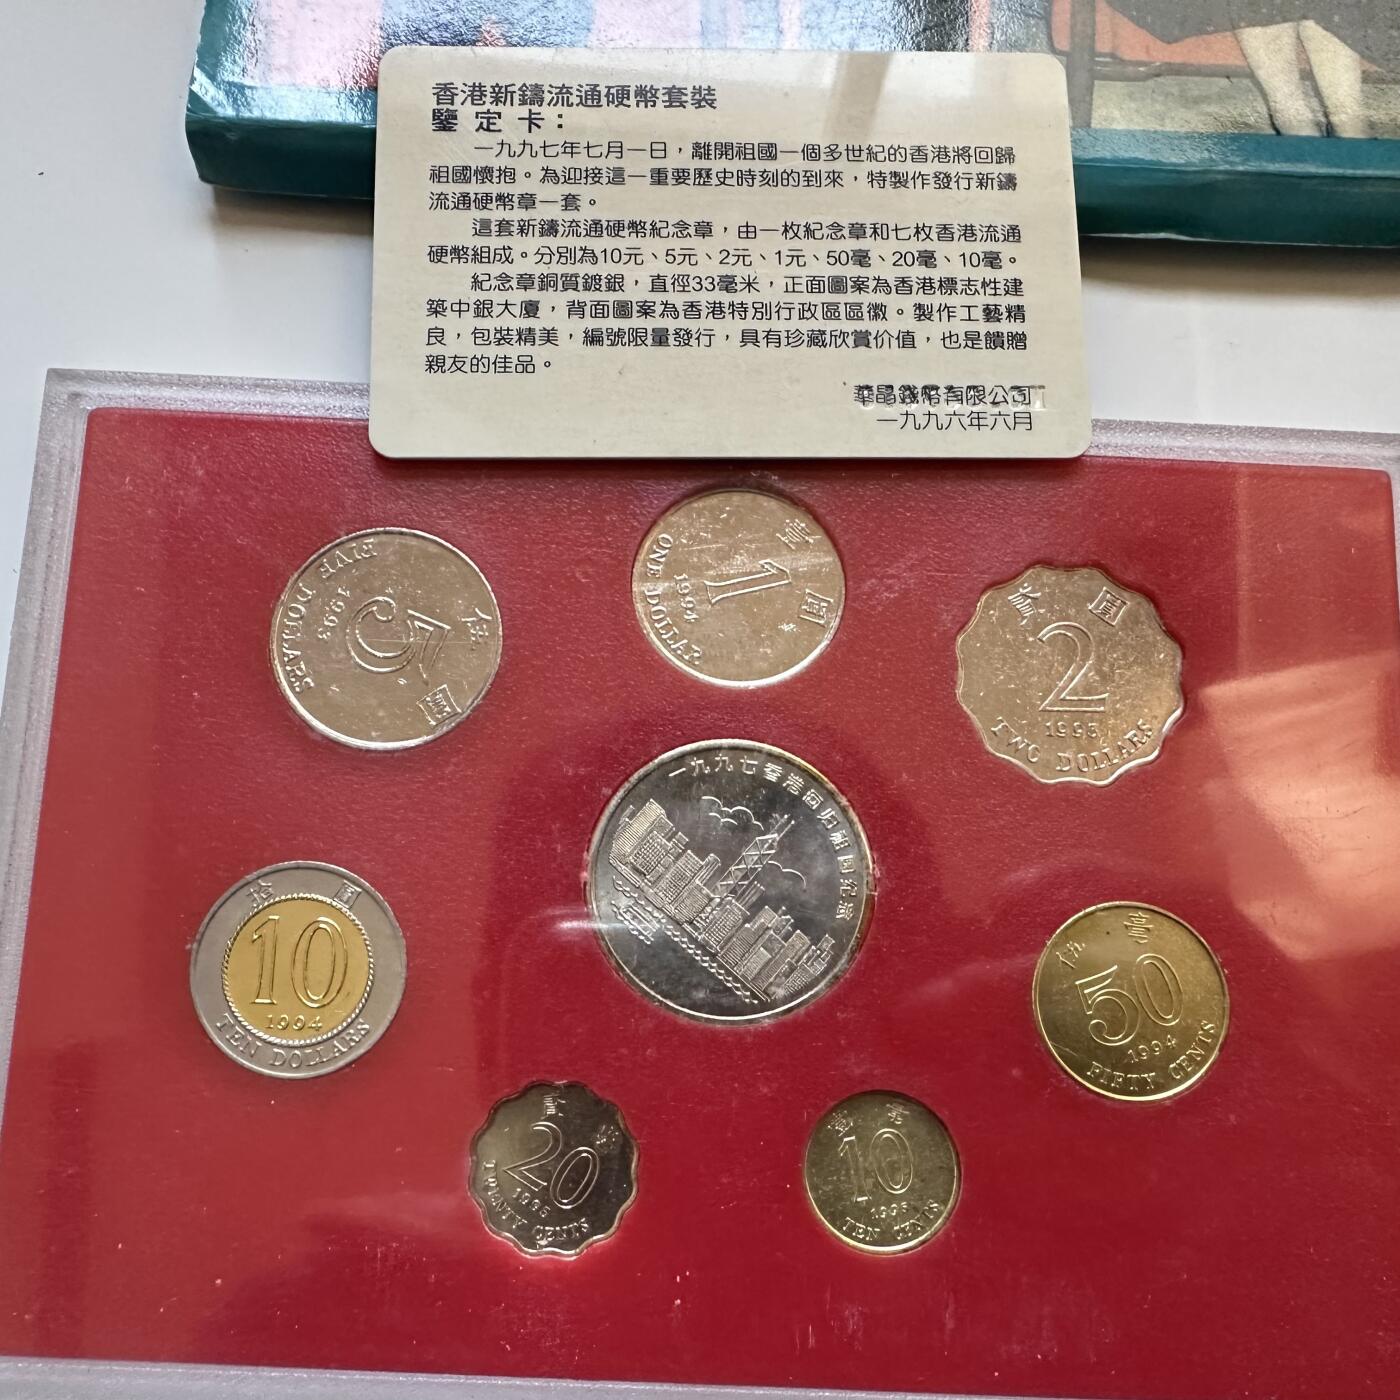 香港新鑄流通硬幣套裝
鑒 定 卡：
一九九七年七月一日，離開祖國一個多世紀的香港將回歸
祖國懷抱。為迎接這一重要歷史時刻的到來，特製作發行新鑄
流通硬幣章一套。
這套新鑄流通硬幣紀念章，由一枚紀念章和七枚香港流通
硬幣組成。分別為10元、5元、2元、1元、50毫、20毫、10毫。
紀念章銅質鍍銀，直徑33毫米，正面圖案為香港標志性建
築中銀大廈，背面圖案為香港特別行政區區徽。製作工藝精
良，包裝精美，編號限量發行，具有珍藏欣賞价值，也是饋贈
親友的佳品。
華晶錢幣有限公司
一九九六年六月
伍圓
5
1993
FIVE DOLLARS
壹圓
1
1994
ONE DOLLAR
圓
2
TWO DOLLARS
一九九七香港回归祖国纪念
拾圓
10
1994
TEN DOLLARS
伍毫
50
1994
FIFTY CENTS
20
TWENTY CENTS
毫
10
TEN CENTS